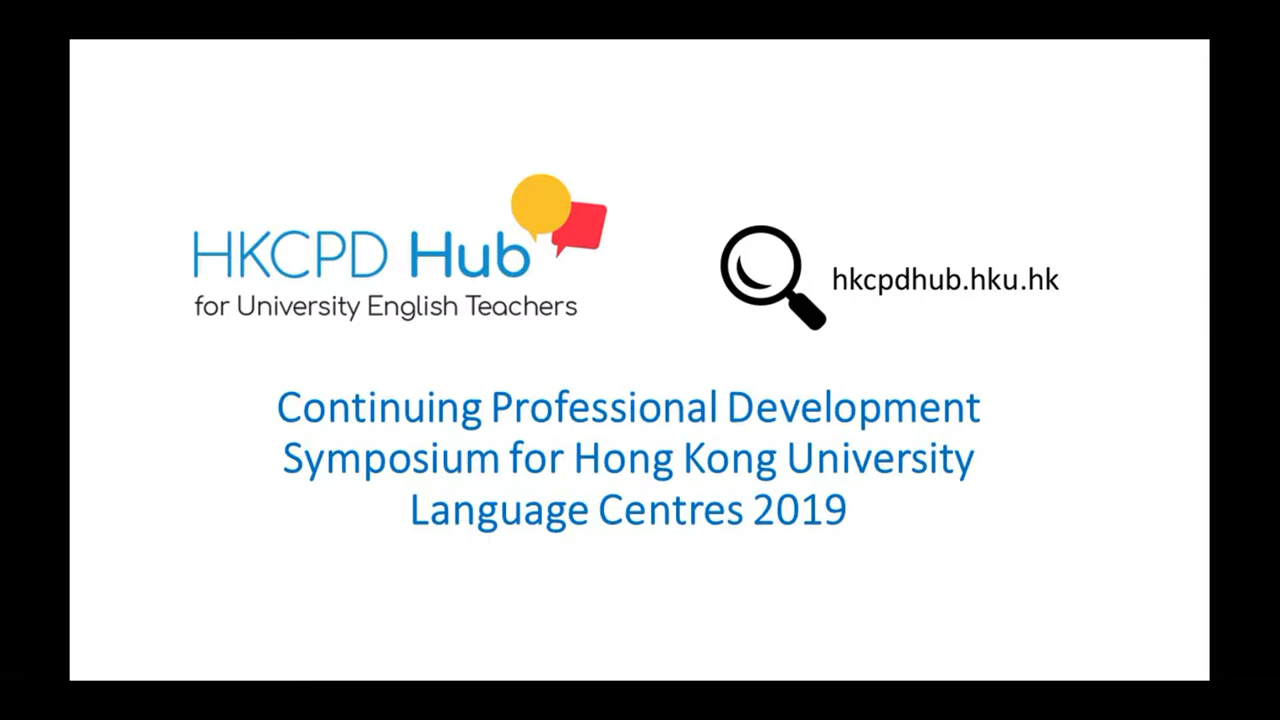 HKCPD Hub
for University English Teachers
hkcpdhub.hku.hk
Continuing Professional Development
Symposium for Hong Kong University
Language Centres 2019